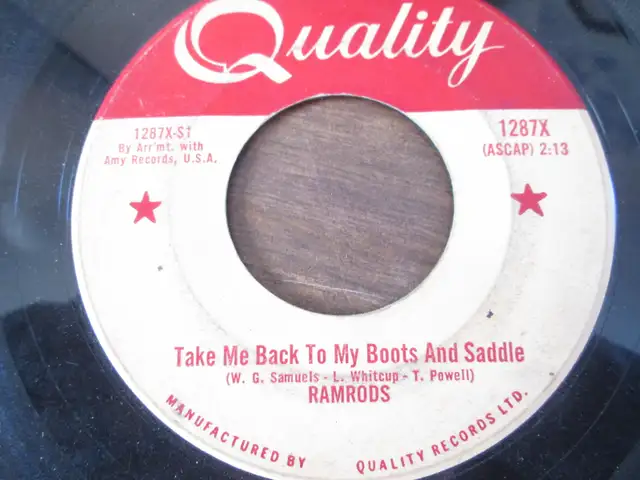 Quality
1287X-S1
By Arr'mt. with
Amy Records, U.S.A.
1287X
(ASCAP) 2:13
Take Me Back To My Boots And Saddle
(W. G. Samuels - L. Whitcup - T. Powell)
RAMRODS
MANUFACTURED BY QUALITY RECORDS LTD.